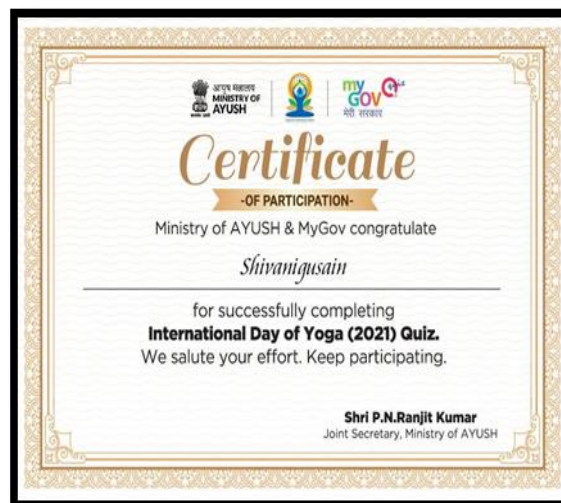 आयुष मंत्रालय
MINISTRY OF
AYUSH
my
GOV
मेरी सरकार
Certificate
-OF PARTICIPATION-
Ministry of AYUSH & MyGov congratulate
Shivanigusain
for successfully completing
International Day of Yoga (2021) Quiz.
We salute your effort. Keep participating.
Shri P.N.Ranjit Kumar
Joint Secretary, Ministry of AYUSH